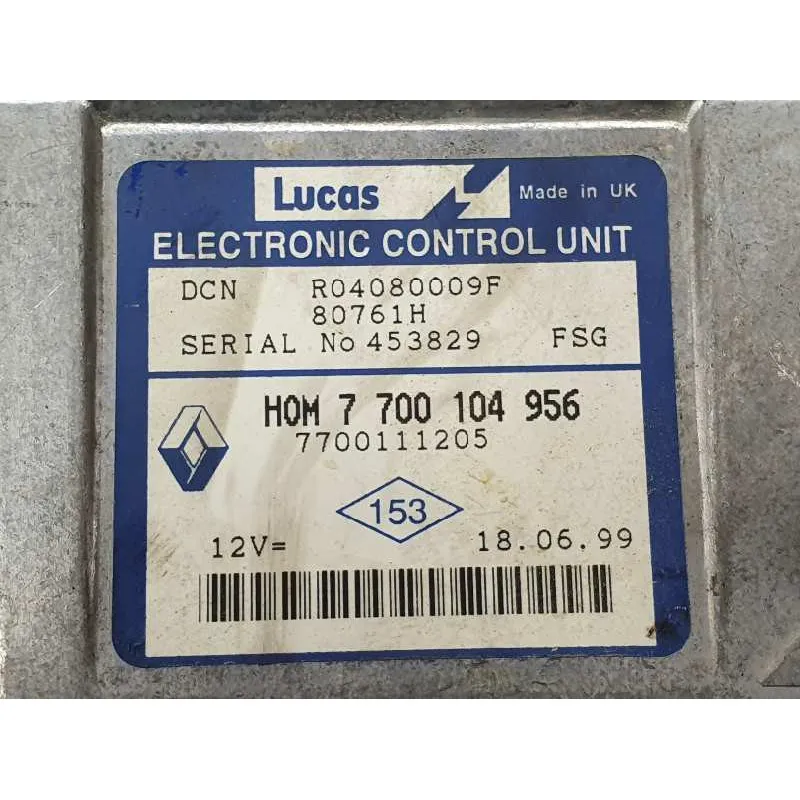 Lucas Made in UK
ELECTRONIC CONTROL UNIT
DCN R04080009F
80761H
SERIAL No 453829 FSG
HOM 7 700 104 956
7700111205
153
12V= 18.06.99